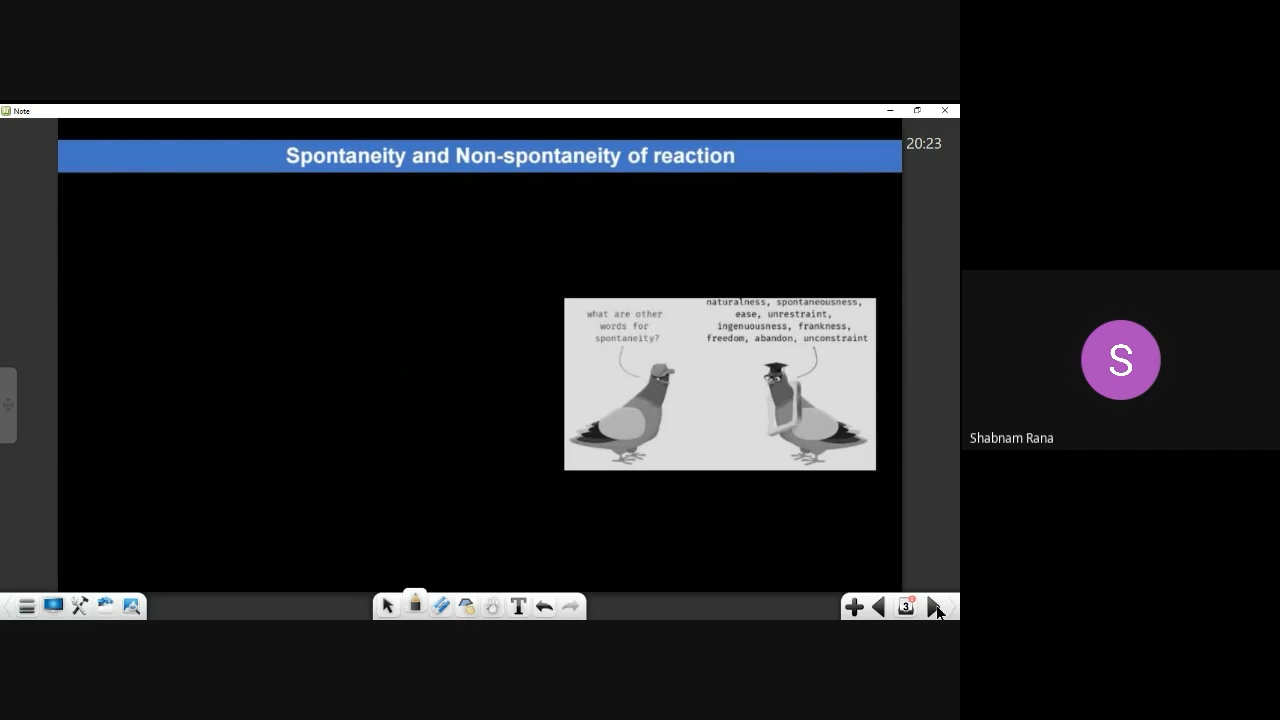 Note
Spontaneity and Non-spontaneity of reaction
20:23
what are other
words for
spontaneity?
naturalness, spontaneousness,
ease, unrestraint,
ingenuousness, frankness,
freedom, abandon, unconstraint
T
3
S
Shabnam Rana